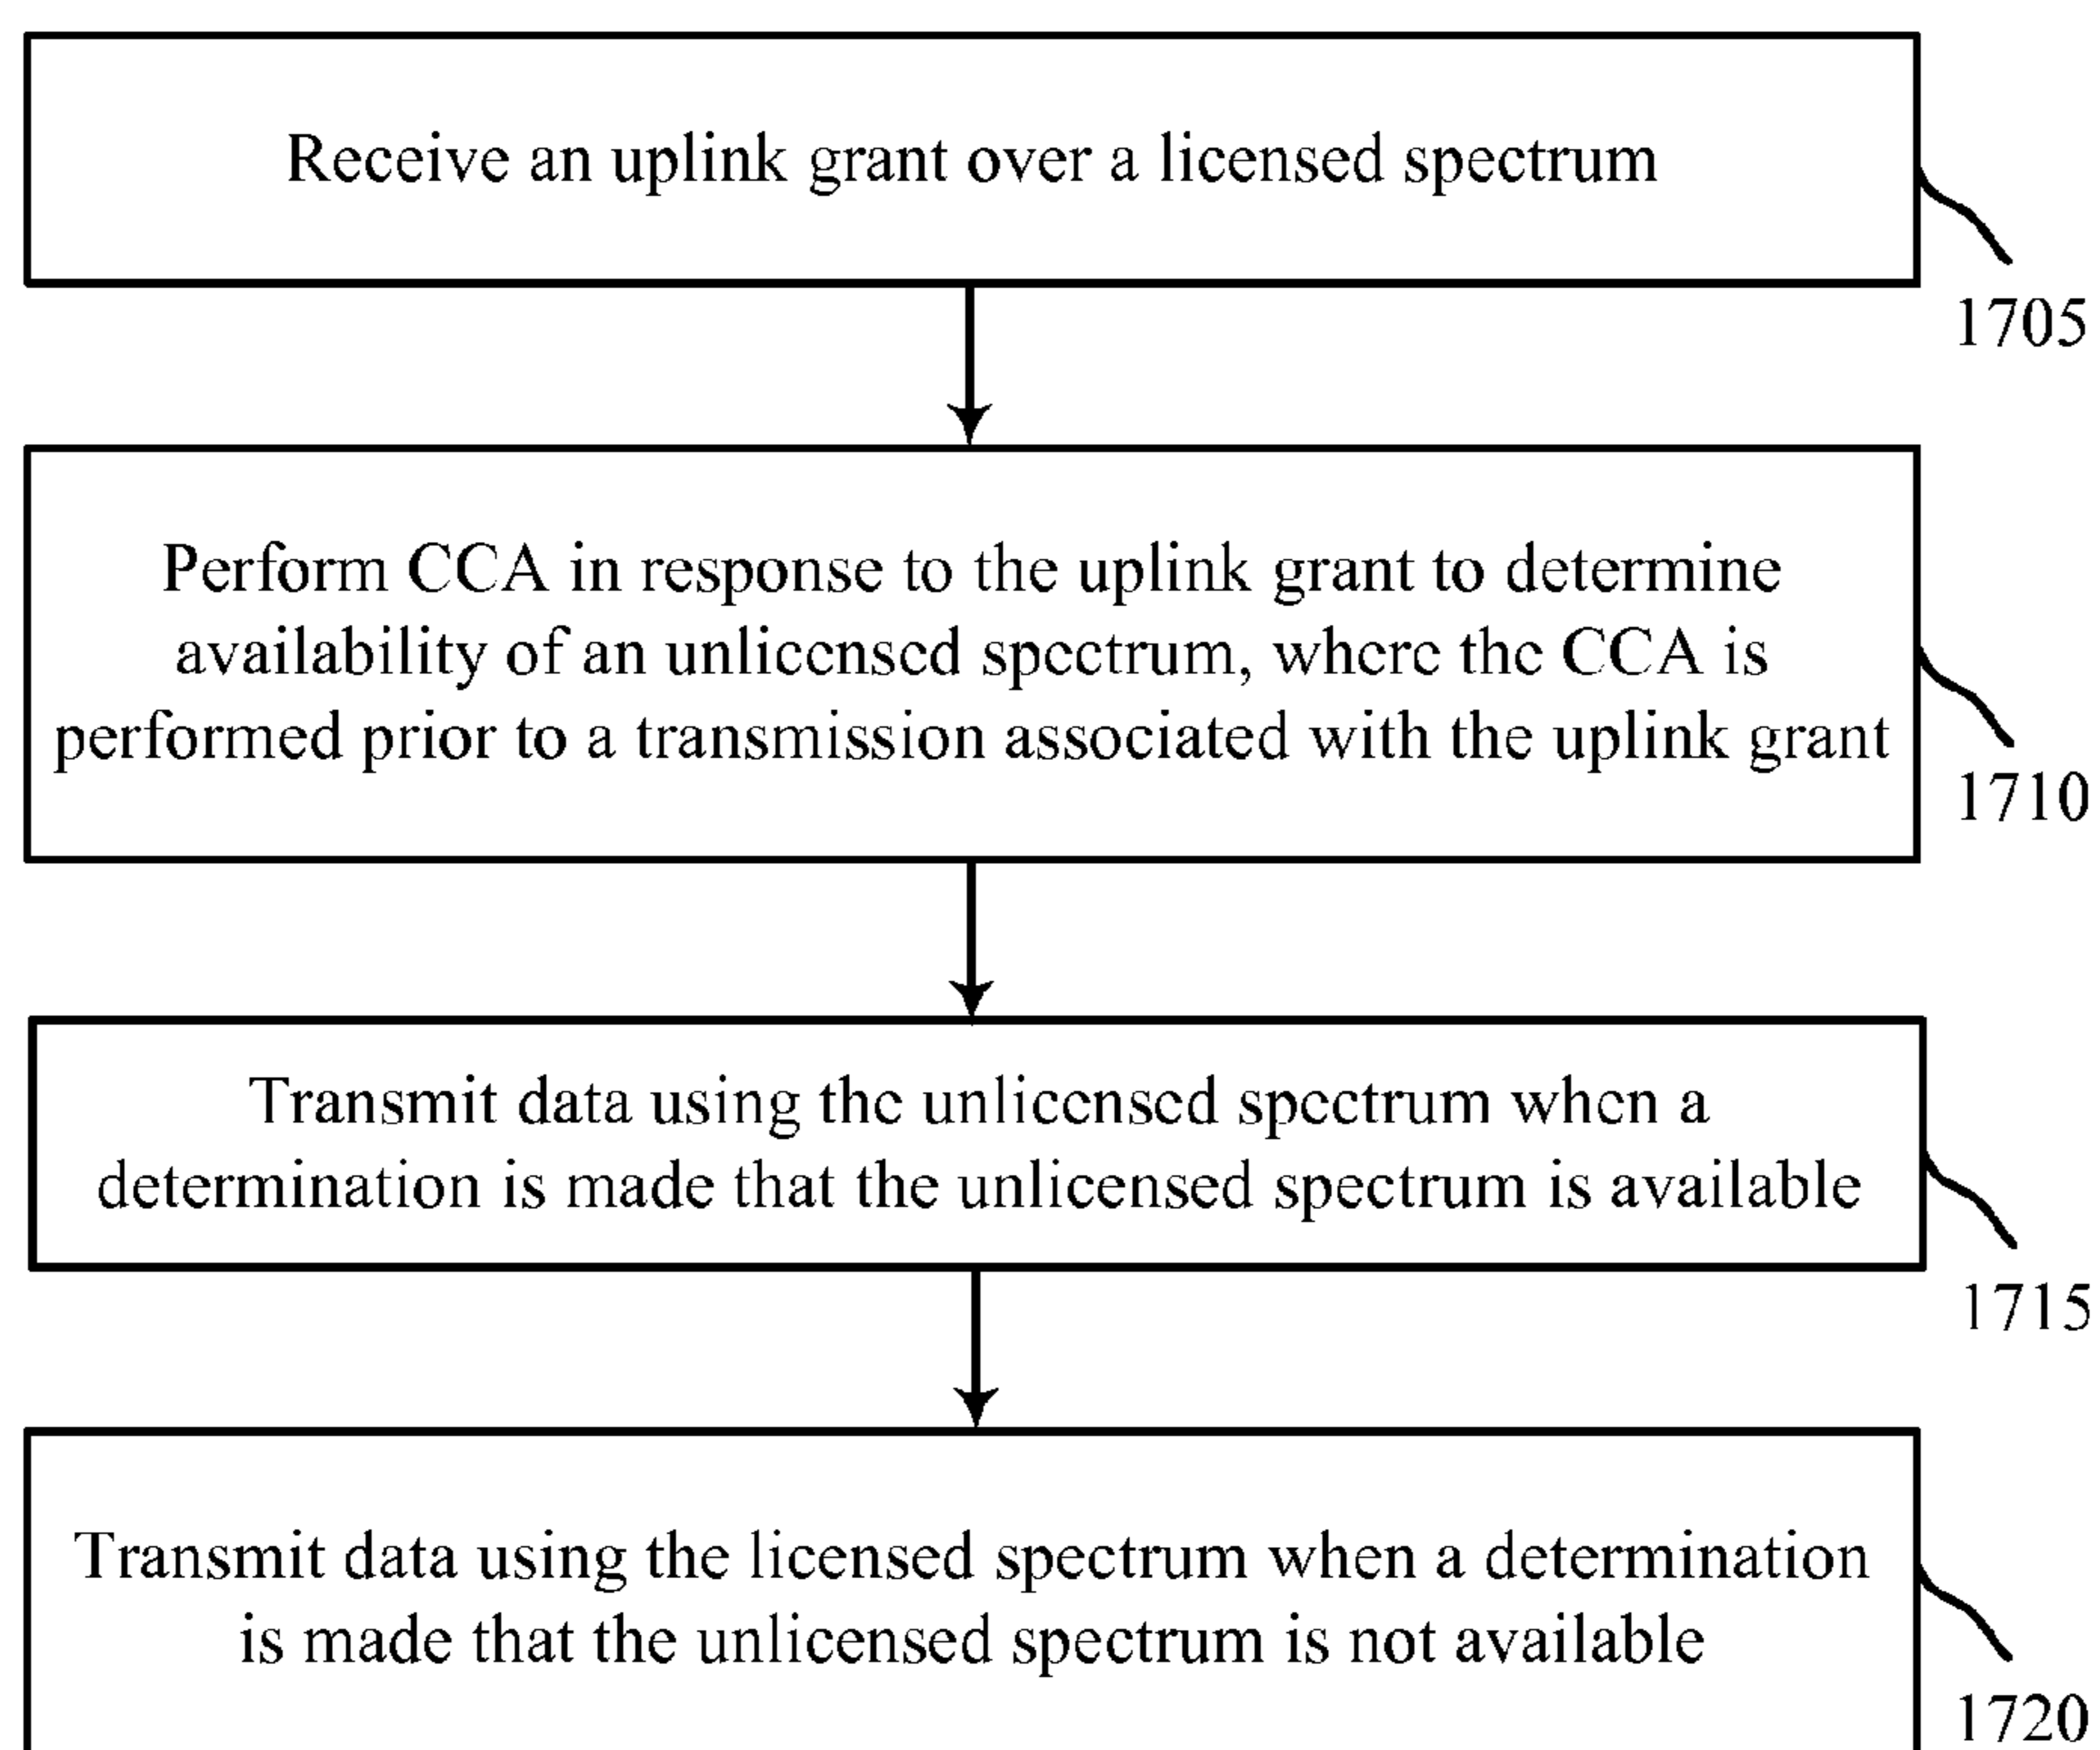 Receive an uplink grant over a licensed spectrum
1705
Perform CCA in response to the uplink grant to determine
availability of an unlicensed spectrum, where the CCA is
performed prior to a transmission associated with the uplink grant
1710
Transmit data using the unlicensed spectrum when a
determination is made that the unlicensed spectrum is available
1715
Transmit data using the licensed spectrum when a determination
is made that the unlicensed spectrum is not available
1720